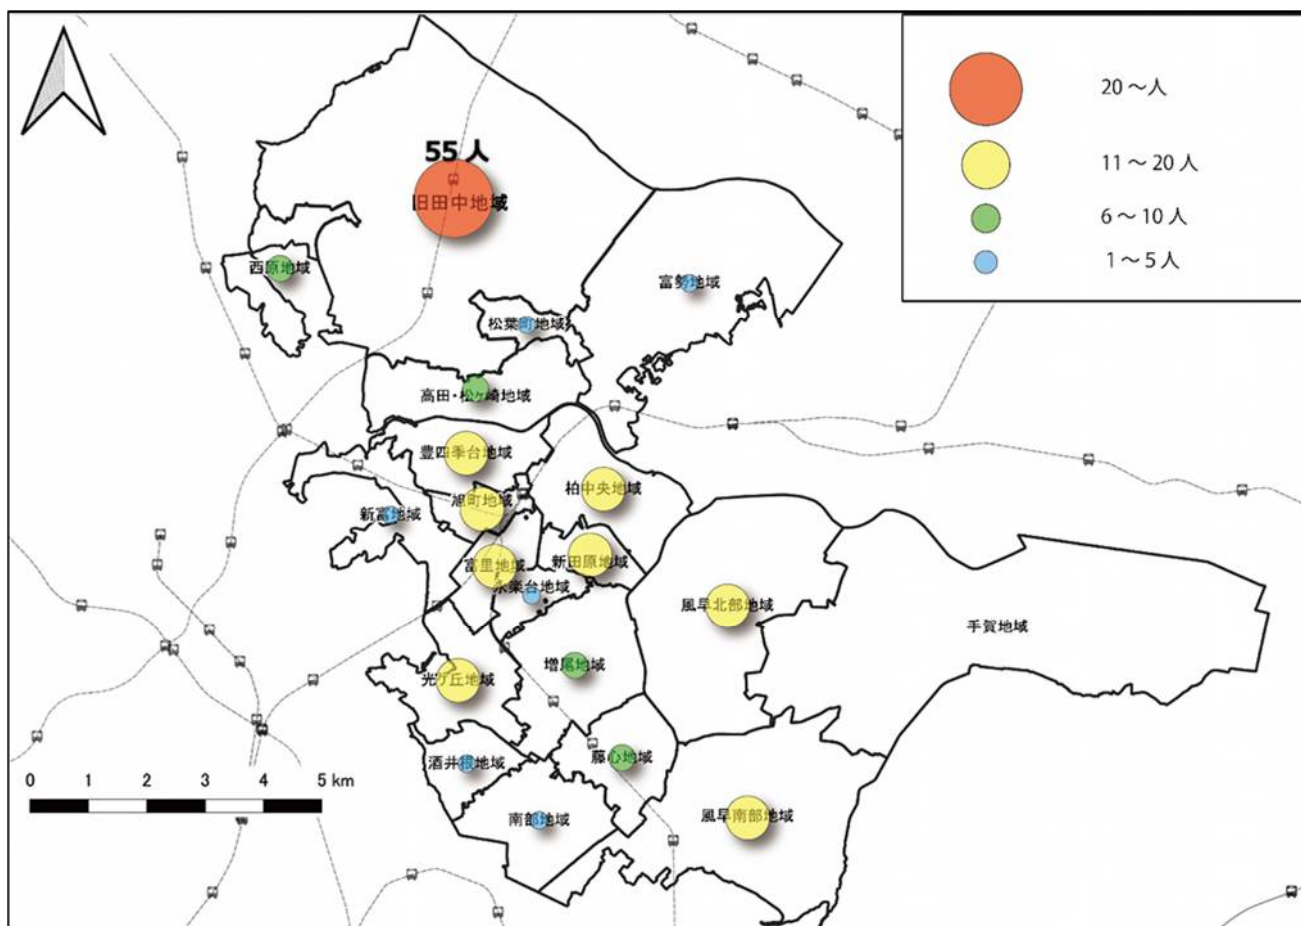 20～人
11～20人
6～10人
1～5人
55人
旧田中地域
西原地域
富勢地域
松葉町地域
高田・松ヶ崎地域
豊四季台地域
柏中央地域
旭町地域
新富地域
富里地域
新田原地域
永楽台地域
風早北部地域
手賀地域
増尾地域
光ケ丘地域
藤心地域
酒井根地域
0 1 2 3 4 5 km
南部地域
風早南部地域